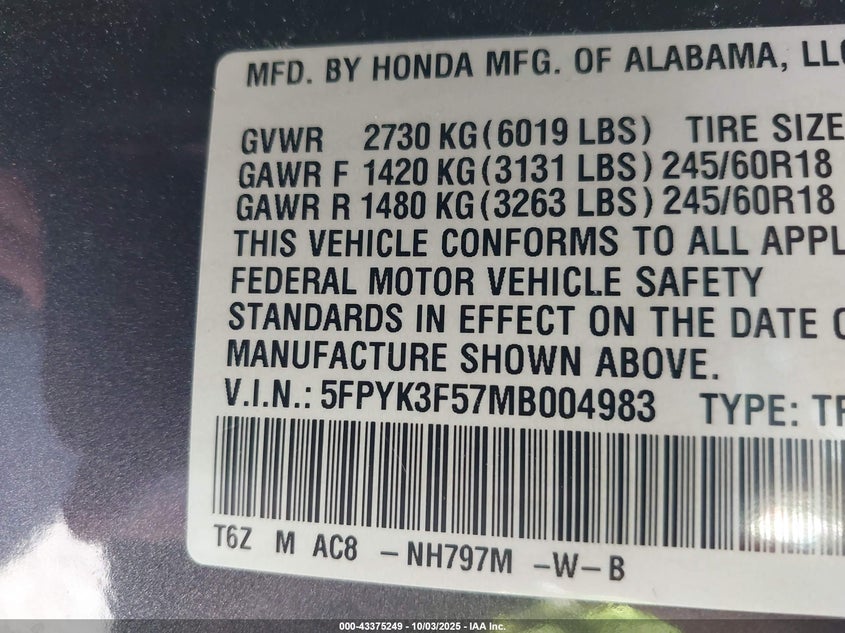 MFD. BY HONDA MFG. OF ALABAMA, LLC
GVWR 2730 KG (6019 LBS) TIRE SIZE
GAWR F 1420 KG (3131 LBS) 245/60R18
GAWR R 1480 KG (3263 LBS) 245/60R18
THIS VEHICLE CONFORMS TO ALL APPL
FEDERAL MOTOR VEHICLE SAFETY
STANDARDS IN EFFECT ON THE DATE O
MANUFACTURE SHOWN ABOVE.
V.I.N.: 5FPYK3F57MB004983 TYPE: TR
T6Z M AC8 - NH797M - W - B
000-43375249 - 10/03/2025 - IAA Inc.